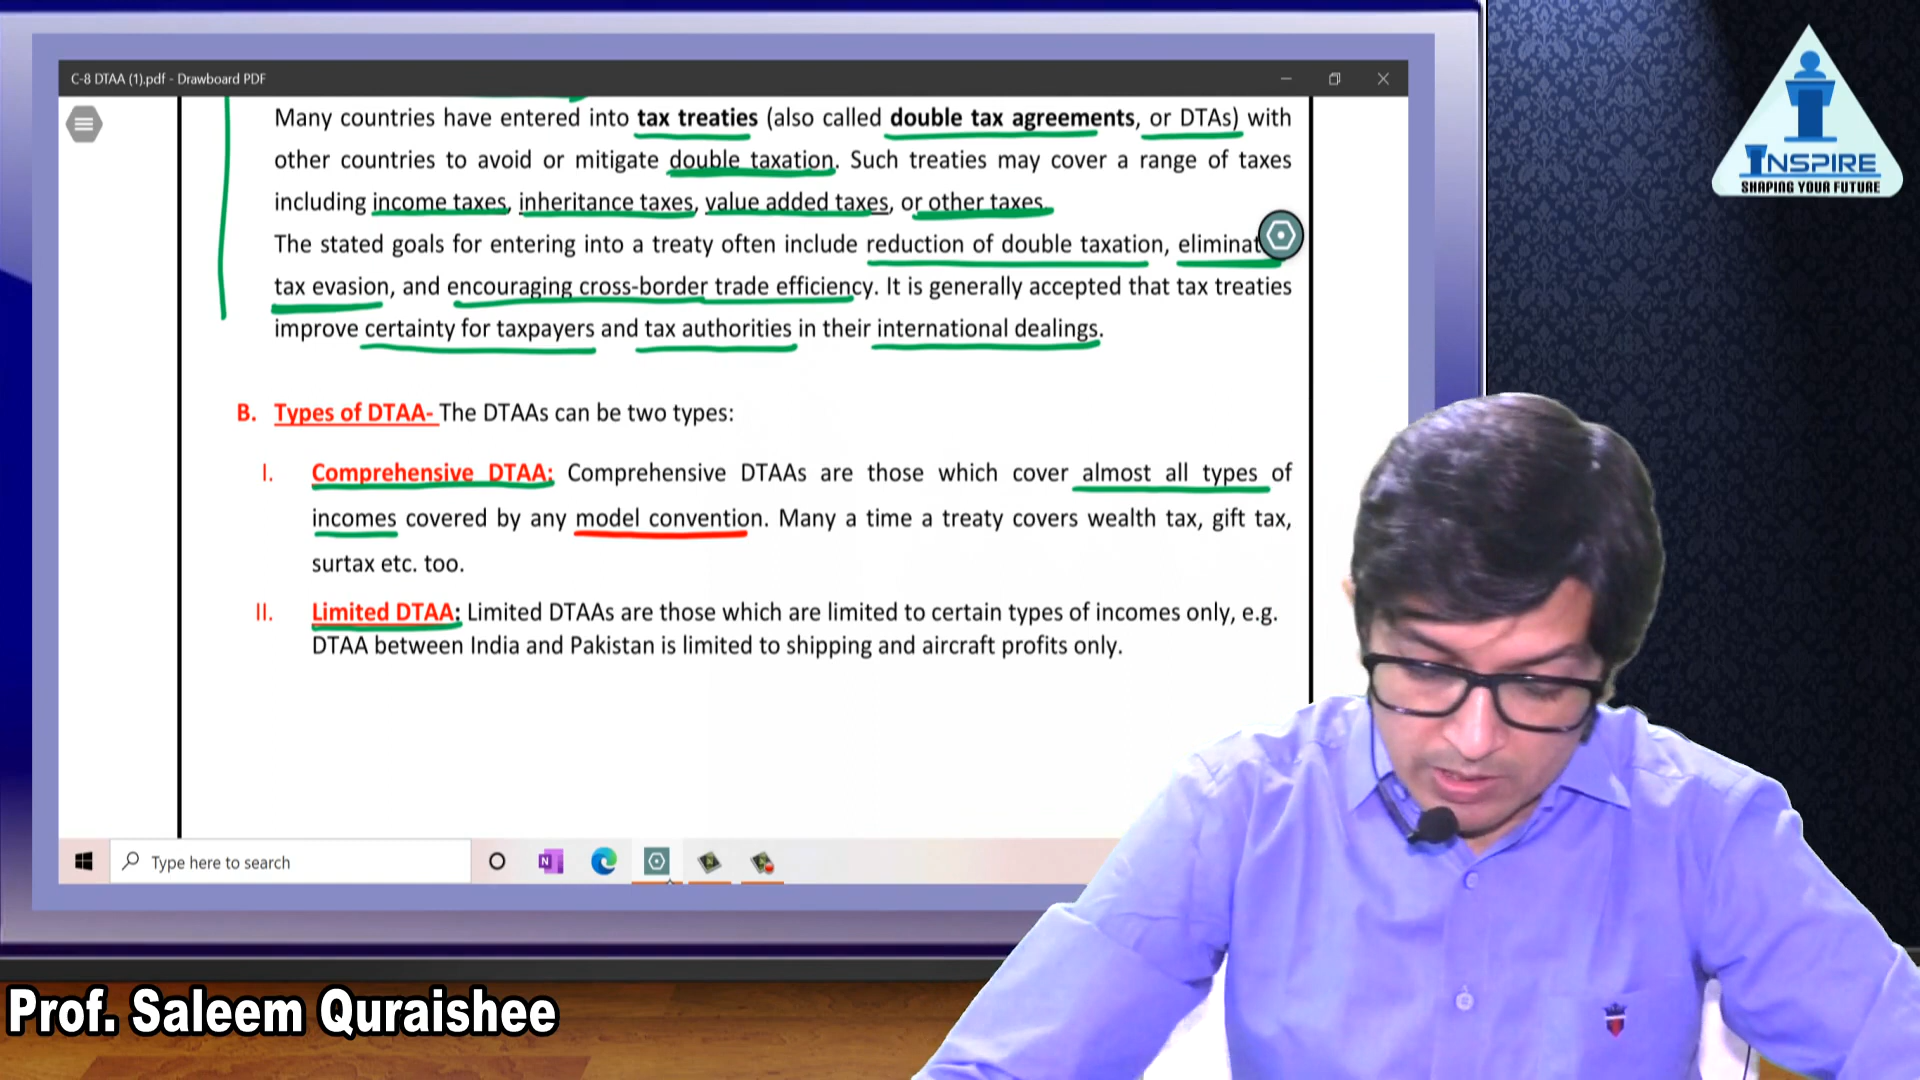 C-8 DTAA (1).pdf - Drawboard PDF
Many countries have entered into tax treaties (also called double tax agreements, or DTAs) with
other countries to avoid or mitigate double taxation. Such treaties may cover a range of taxes
including income taxes, inheritance taxes, value added taxes, or other taxes.
The stated goals for entering into a treaty often include reduction of double taxation,
tax evasion, and encouraging cross-border trade efficiency. It is generally accepted that tax treaties
improve certainty for taxpayers and tax authorities in their international dealings.
B. Types of DTAA- The DTAAs can be two types:
I. Comprehensive DTAA: Comprehensive DTAAs are those which cover almost all types of
incomes covered by any model convention. Many a time a treaty covers wealth tax, gift tax,
surtax etc. too.
II. Limited DTAA: Limited DTAAs are those which are limited to certain types of incomes only, e.g.
DTAA between India and Pakistan is limited to shipping and aircraft profits only.
Type here to search
INSPIRE
SHAPING YOUR FUTURE
Prof. Saleem Quraishee